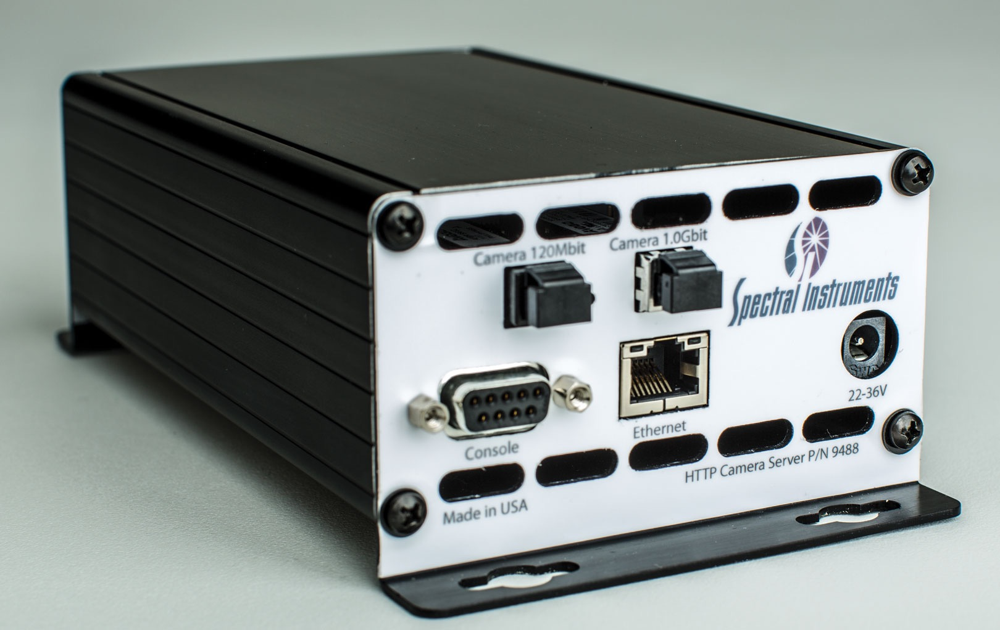 Camera 120Mbit
Camera 1.0Gbit
Spectral Instruments
22-36V
Console
Ethernet
HTTP Camera Server P/N 9488
Made in USA